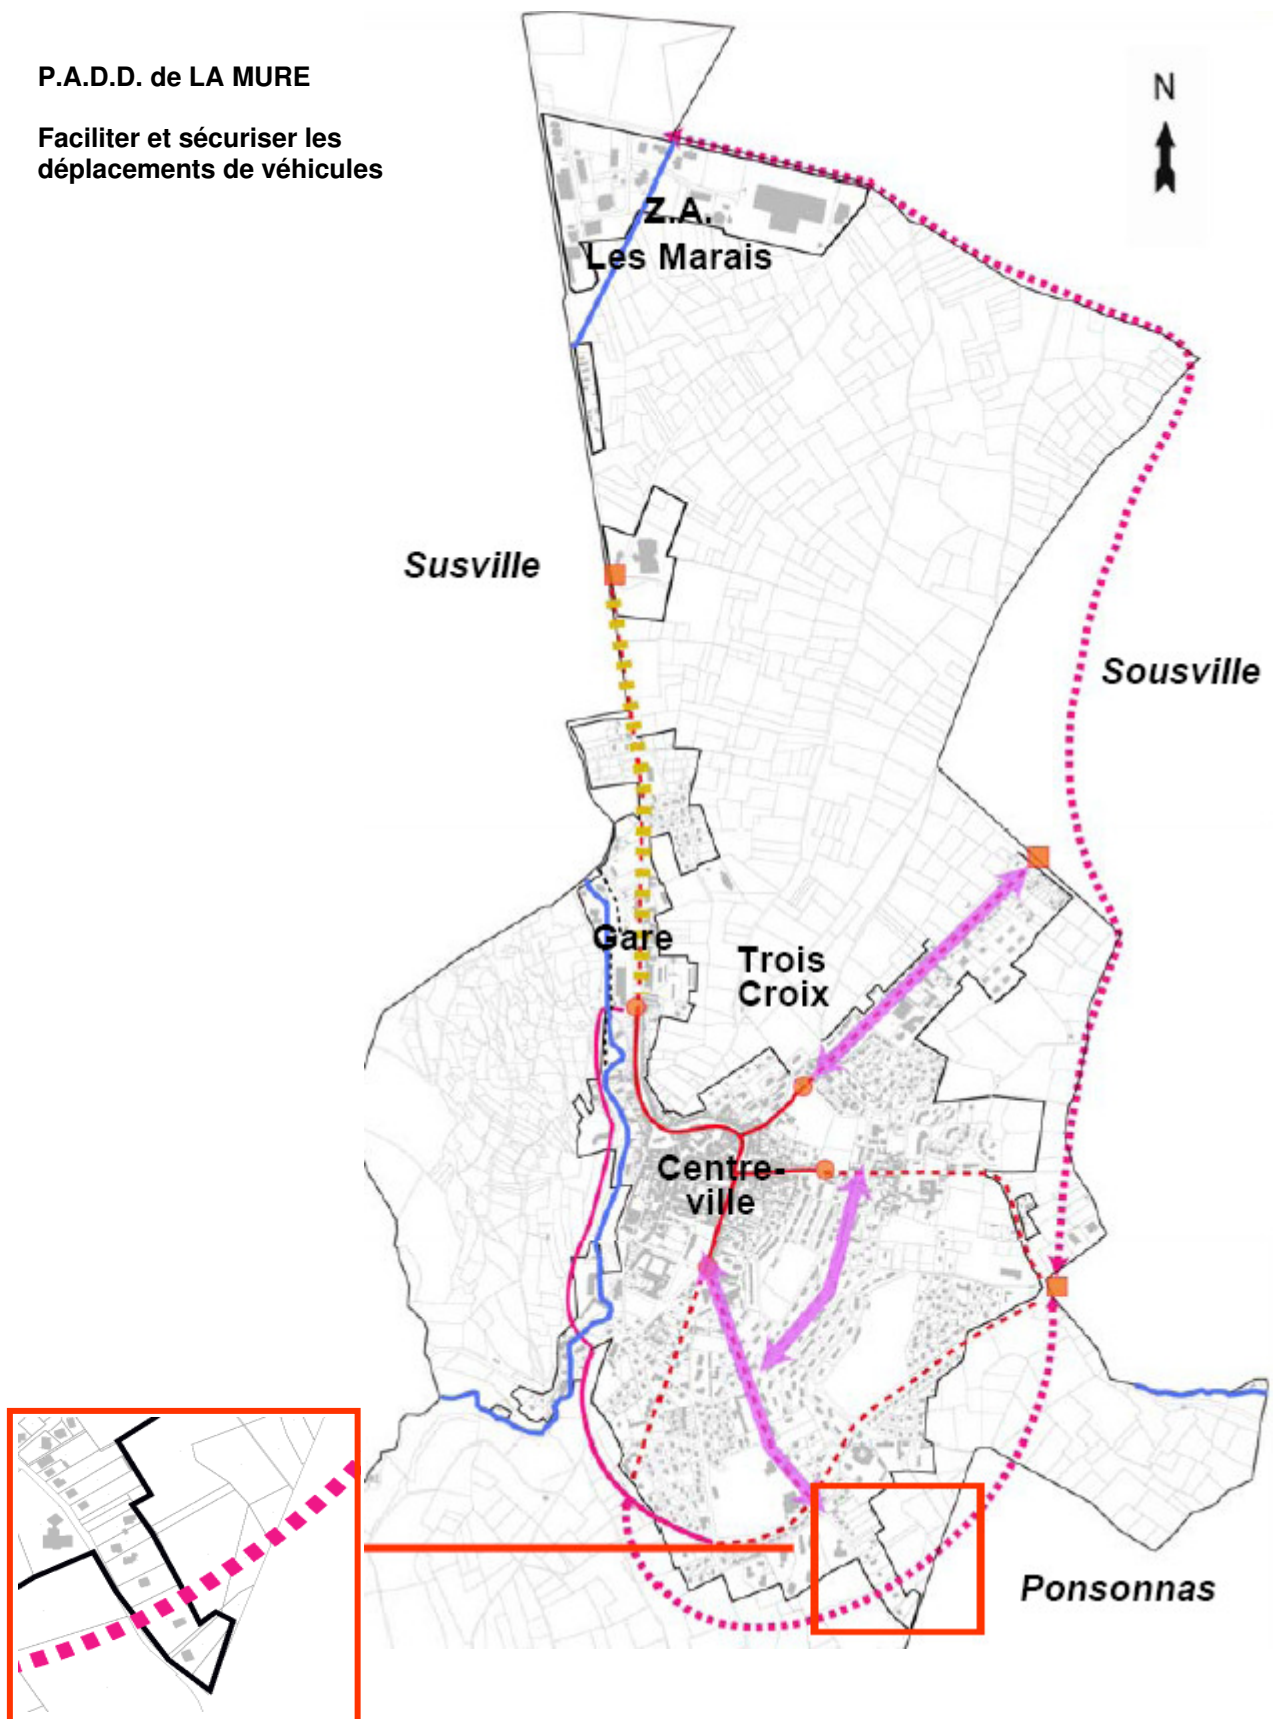 P.A.D.D. de LA MURE
Faciliter et sécuriser les
déplacements de véhicules
N
Z.A.
Les Marais
Susville
Sousville
Gare
Trois
Croix
Centre-
ville
Ponsonnas